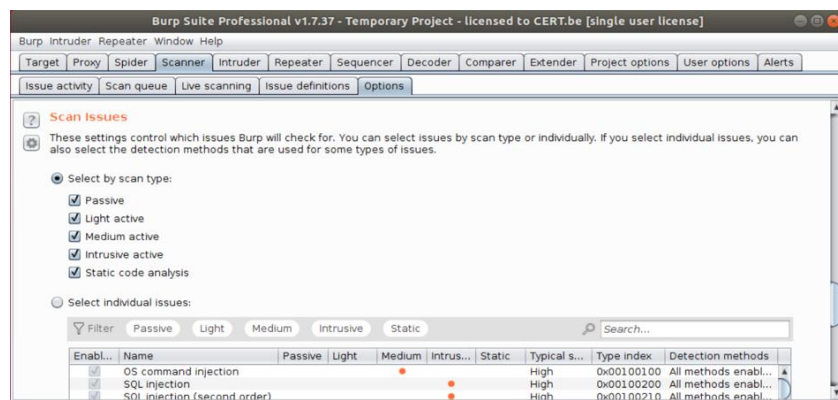 Burp Suite Professional v1.7.37 - Temporary Project - licensed to CERT.be [single user license]
Burp Intruder Repeater Window Help
Target Proxy Spider Scanner Intruder Repeater Sequencer Decoder Comparer Extender Project options User options Alerts
Issue activity Scan queue Live scanning Issue definitions Options
? Scan Issues
These settings control which issues Burp will check for. You can select issues by scan type or individually. If you select individual issues, you can
also select the detection methods that are used for some types of issues.
Select by scan type:
Passive
Light active
Medium active
Intrusive active
Static code analysis
Select individual issues:
Filter Passive Light Medium Intrusive Static Search...
Enabl... Name Passive Light Medium Intrus... Static Typical s... Type index Detection methods
OS command injection High 0x00100100 All methods enabl...
SQL injection High 0x00100200 All methods enabl...
SQL injection (second order) High 0x00100210 All methods enabl...